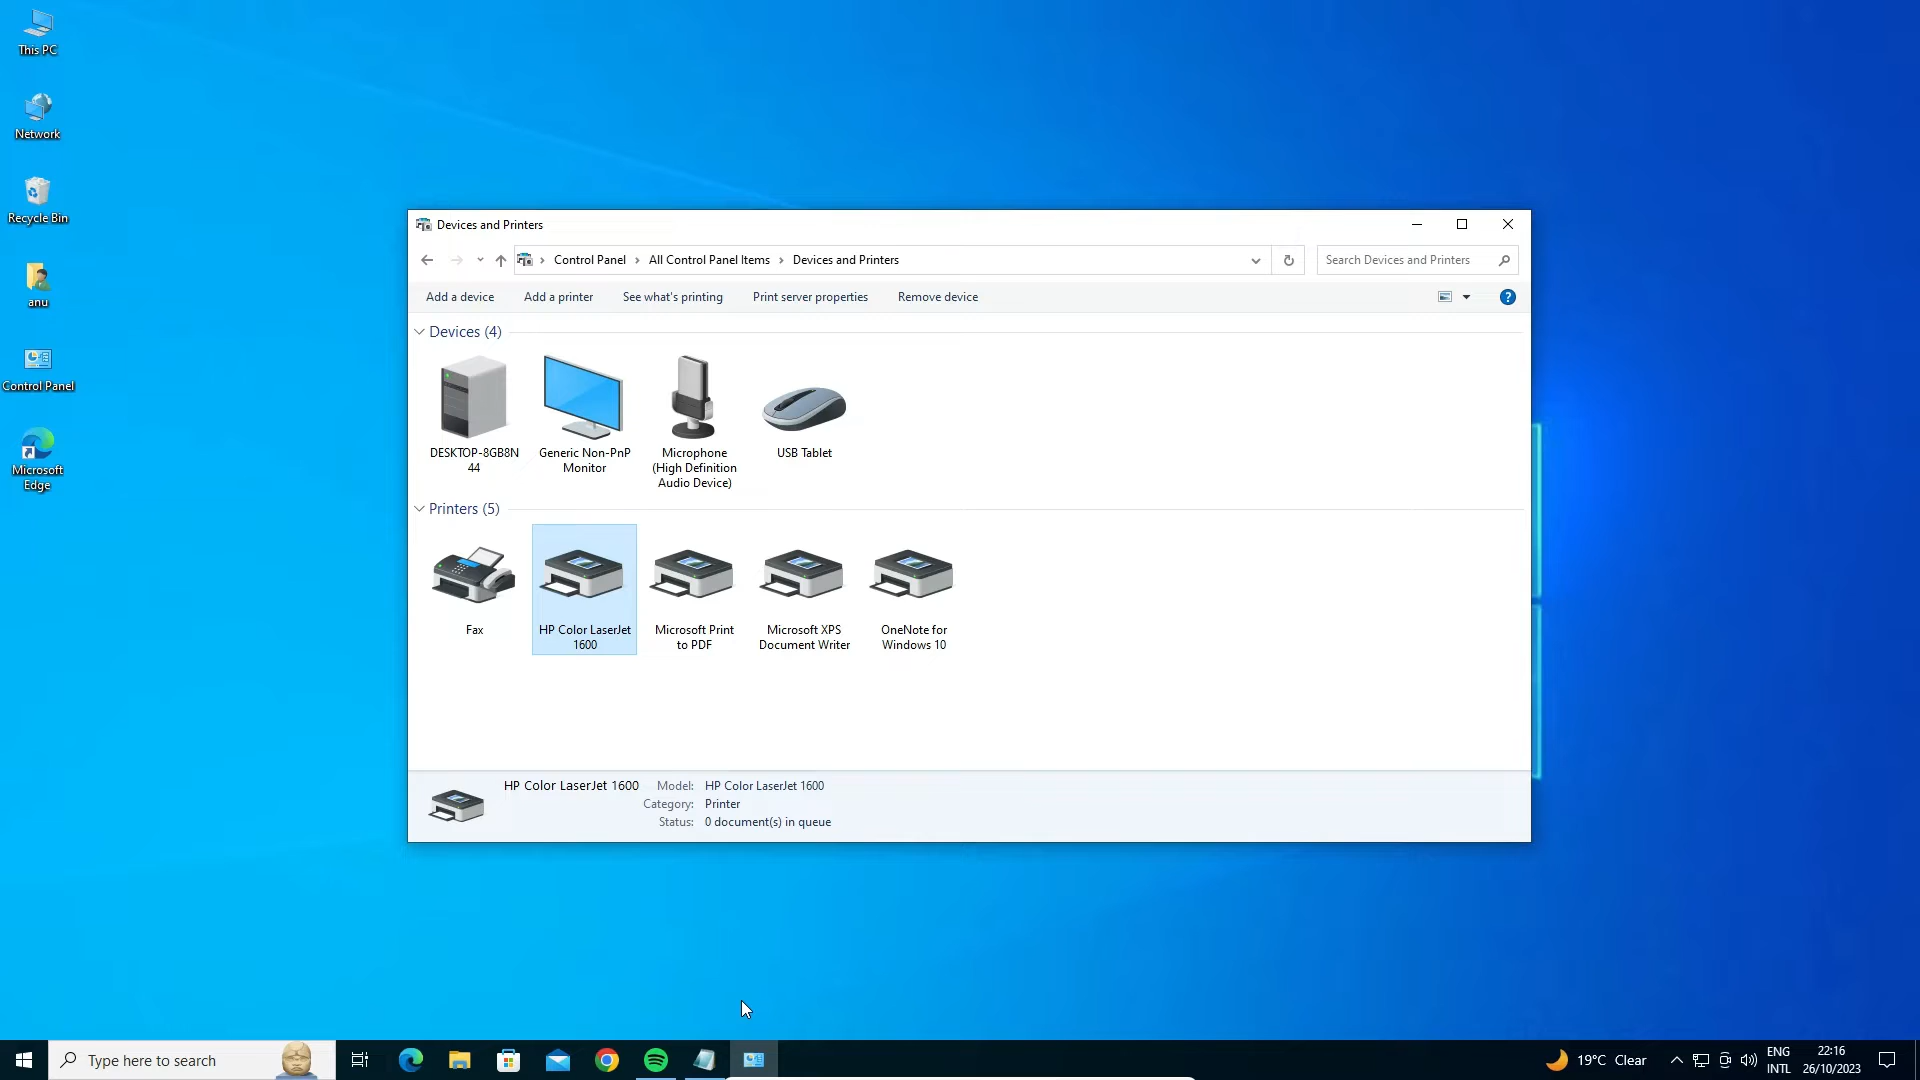 This PC
Network
Recycle Bin
anu
Control Panel
Microsoft
Edge
Devices and Printers
Control Panel
All Control Panel Items
Devices and Printers
Search Devices and Printers
Add a device
Add a printer
See what's printing
Print server properties
Remove device
?
Devices (4)
DESKTOP-8GB8N
44
Generic Non-PnP
Monitor
Microphone
(High Definition
Audio Device)
USB Tablet
Printers (5)
Fax
HP Color LaserJet
1600
Microsoft Print
to PDF
Microsoft XPS
Document Writer
OneNote for
Windows 10
HP Color LaserJet 1600
Model: HP Color LaserJet 1600
Category: Printer
Status: 0 document(s) in queue
Type here to search
19°C Clear
ENG
INTL
22:16
26/10/2023